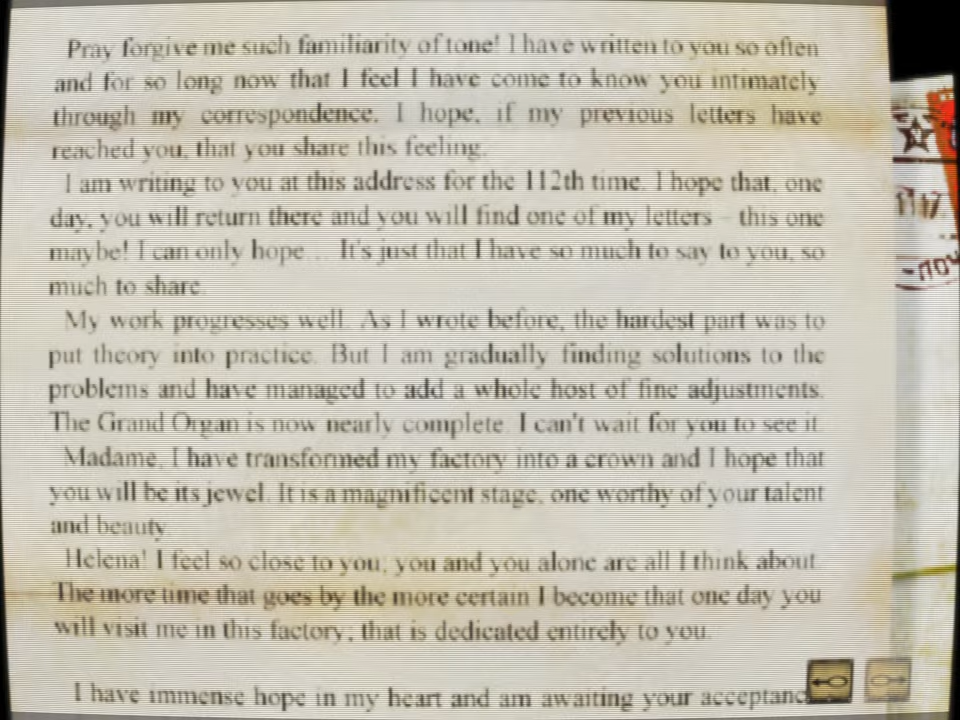 Pray forgive me such familiarity of tone! I have written to you so often
and for so long now that I feel I have come to know you intimately
through my correspondence. I hope, if my previous letters have
reached you, that you share this feeling.
I am writing to you at this address for the 112th time. I hope that, one
day, you will return there and you will find one of my letters - this one
maybe! I can only hope ... It's just that I have so much to say to you, so
much to share.
My work progresses well. As I wrote before, the hardest part was to
put theory into practice. But I am gradually finding solutions to the
problems and have managed to add a whole host of fine adjustments.
The Grand Organ is now nearly complete. I can't wait for you to see it.
Madame, I have transformed my factory into a crown and I hope that
you will be its jewel. It is a magnificent stage, one worthy of your talent
and beauty.
Helena! I feel so close to you; you and you alone are all I think about.
The more time that goes by the more certain I become that one day you
will visit me in this factory; that is dedicated entirely to you.
I have immense hope in my heart and am awaiting your